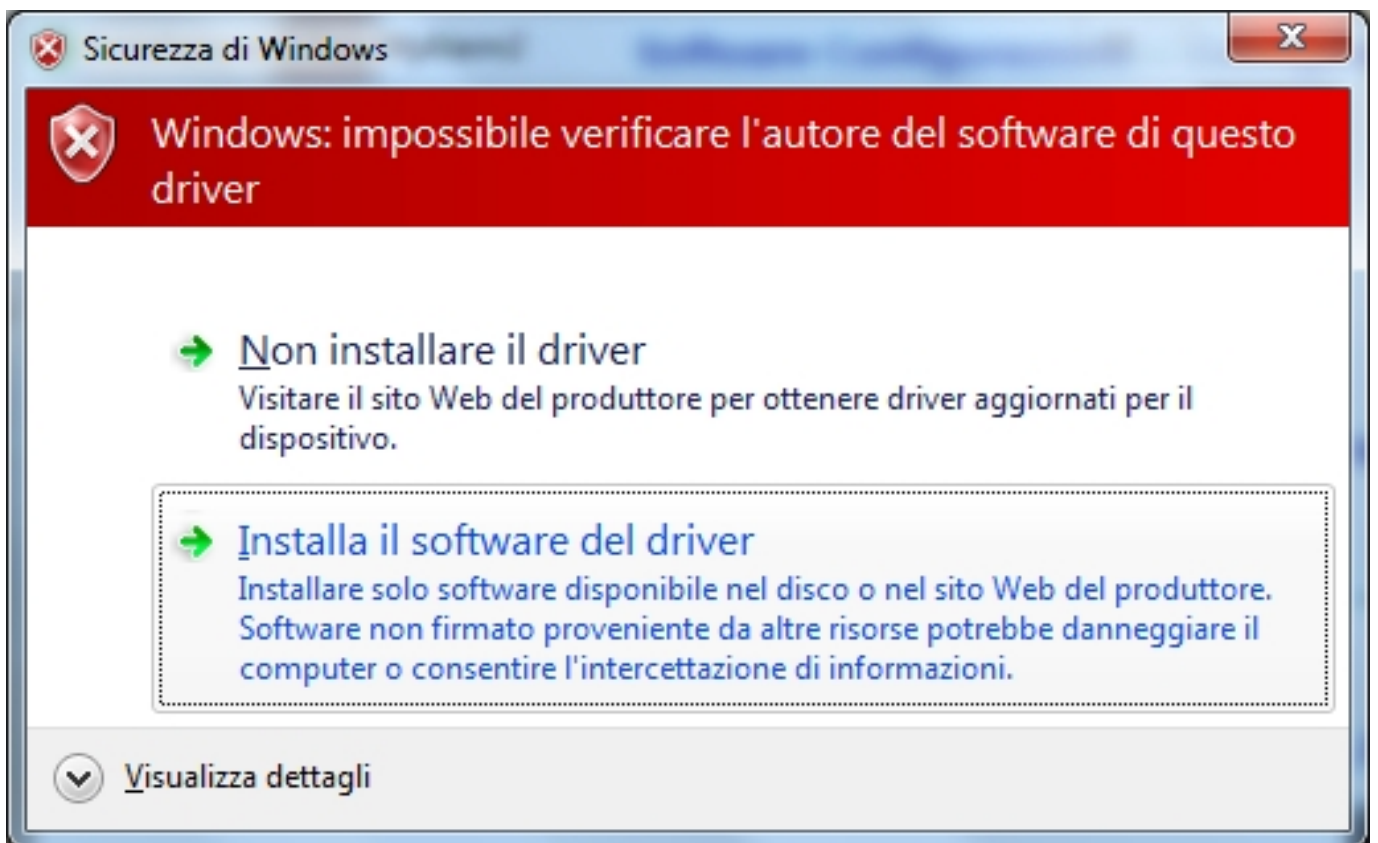 Sicurezza di Windows
Windows: impossibile verificare l'autore del software di questo
driver
Non installare il driver
Visitare il sito Web del produttore per ottenere driver aggiornati per il
dispositivo.
Installa il software del driver
Installare solo software disponibile nel disco o nel sito Web del produttore.
Software non firmato proveniente da altre risorse potrebbe danneggiare il
computer o consentire l'intercettazione di informazioni.
Visualizza dettagli